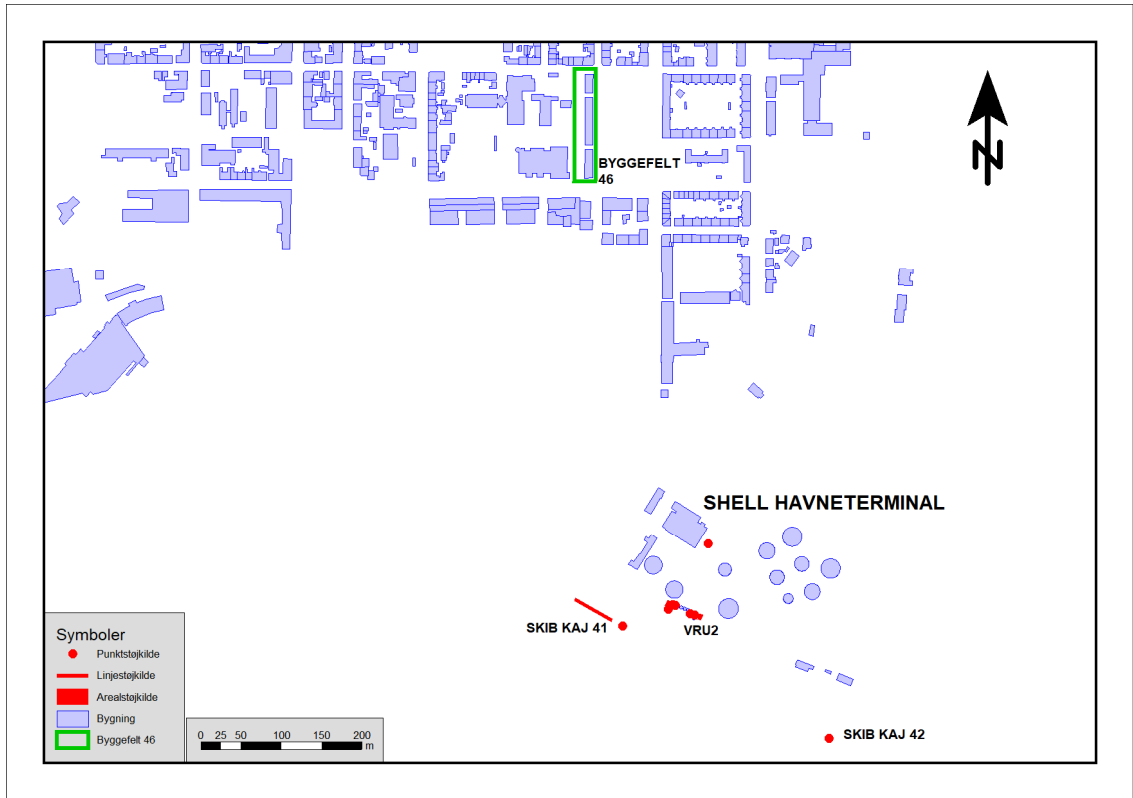 BYGGEFELT
46
N
SHELL HAVNETERMINAL
SKIB KAJ 41
VRU2
SKIB KAJ 42
Symboler
Punktstøjkilde
Linjestøjkilde
Arealstøjkilde
Bygning
Byggefelt 46
0 25 50 100 150 200
m